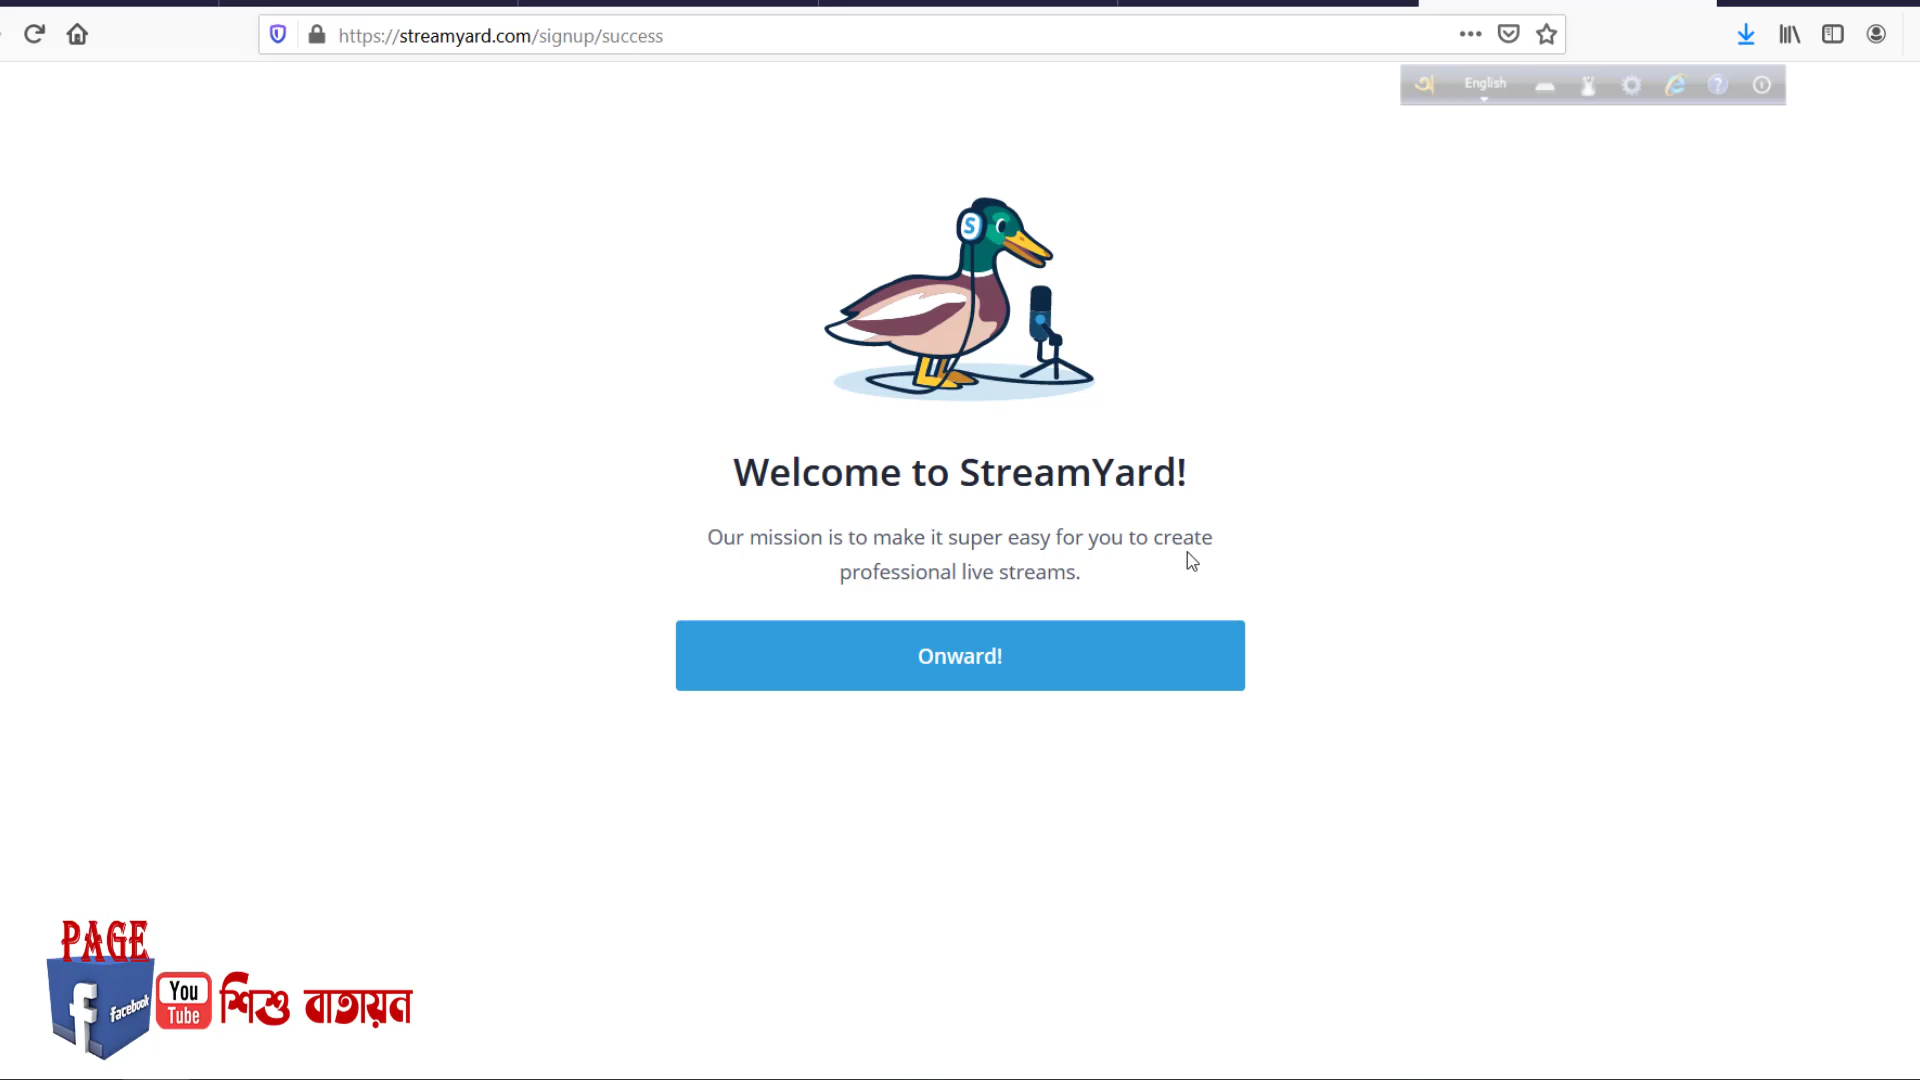 https://streamyard.com/signup/success
English
S
Welcome to StreamYard!
Our mission is to make it super easy for you to create
professional live streams.
Onward!
PAGE
f facebook
You
Tube
শিশু বাতায়ন